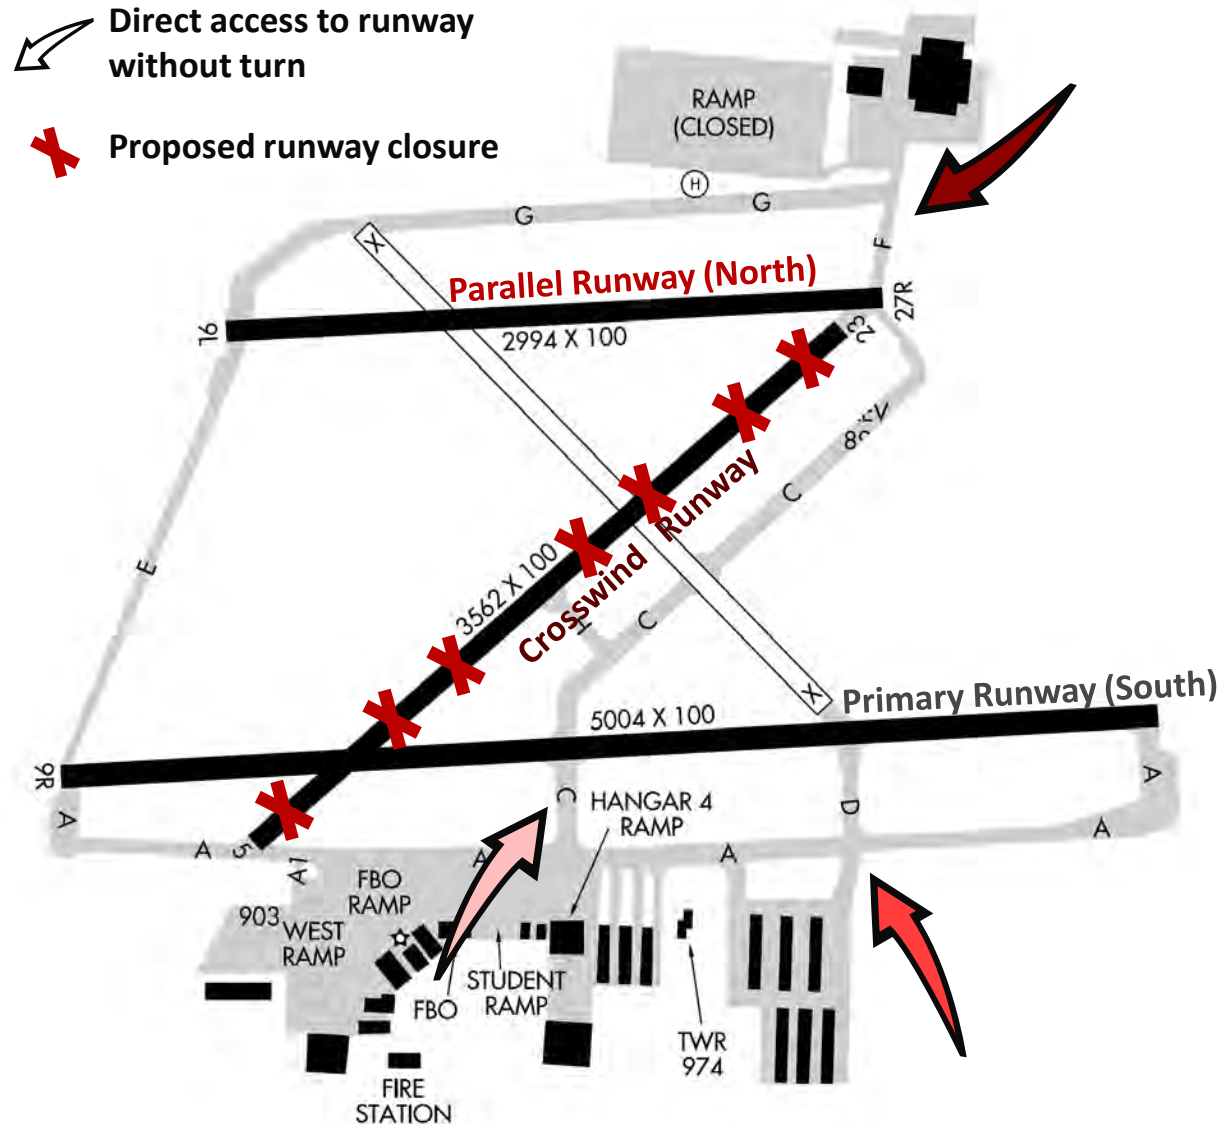 Direct access to runway
without turn
Proposed runway closure
RAMP
(CLOSED)
H
G
G
F
X
Parallel Runway (North)
9L
27R
2994 X 100
23
C
E
3562 X 100
Crosswind Runway
H
C
X
Primary Runway (South)
5004 X 100
9R
A
A
C
HANGAR 4
RAMP
D
A
A
5
A
A1
A
FBO
RAMP
903
WEST
RAMP
STUDENT
RAMP
FBO
TWR
974
FIRE
STATION